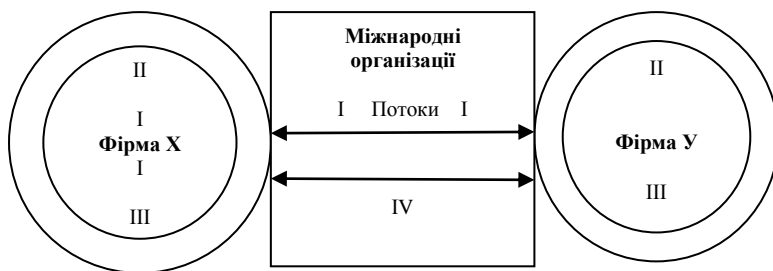 II
I
Фірма X
I
III
Міжнародні
організації
I Потоки I
IV
II
Фірма У
III